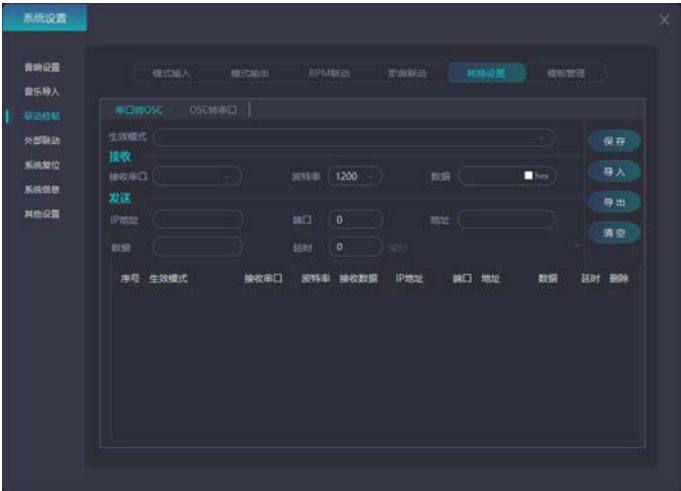 系统设置
音响设置
音乐导入
联动控制
外部联动
系统复位
系统信息
其他设置
模式输入 模式输出 BPM联动 歌曲联动 转换设置 模板管理
串口转OSC OSC转串口
生效模式
接收
接收串口 波特率 1200 数据 hex
发送
IP地址 端口 0 地址
数据 延时 0
保存
导入
导出
清空
序号 生效模式 接收串口 波特率 接收数据 IP地址 端口 地址 数据 延时 删除